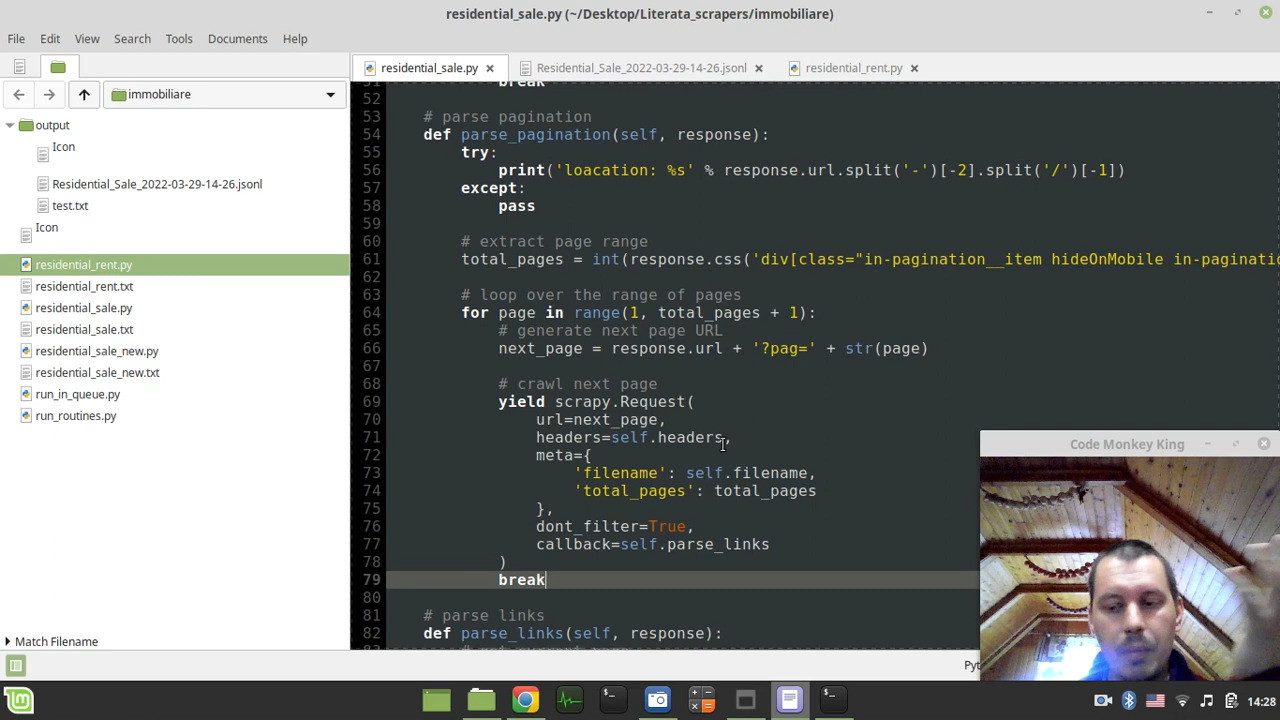 residential_sale.py (~/Desktop/Literata_scrapers/immobiliare)
File Edit View Search Tools Documents Help
residential_sale.py
Residential_Sale_2022-03-29-14-26.jsonl
residential_rent.py
immobiliare
output
Icon
Residential_Sale_2022-03-29-14-26.jsonl
test.txt
Icon
residential_rent.py
residential_rent.txt
residential_sale.py
residential_sale.txt
residential_sale_new.py
residential_sale_new.txt
run_in_queue.py
run_routines.py
Match Filename
51 break
52
53 # parse pagination
54 def parse_pagination(self, response):
55 try:
56 print('loacation: %s' % response.url.split('-')[-2].split('/')[-1])
57 except:
58 pass
59
60 # extract page range
61 total_pages = int(response.css('div[class="in-pagination__item hideOnMobile in-paginatio
62
63 # loop over the range of pages
64 for page in range(1, total_pages + 1):
65 # generate next page URL
66 next_page = response.url + '?pag=' + str(page)
67
68 # crawl next page
69 yield scrapy.Request(
70 url=next_page,
71 headers=self.headers,
72 meta={
73 'filename': self.filename,
74 'total_pages': total_pages
75 },
76 dont_filter=True,
77 callback=self.parse_links
78 )
79 break
80
81 # parse links
82 def parse_links(self, response):
Pyt
Code Monkey King
14:28